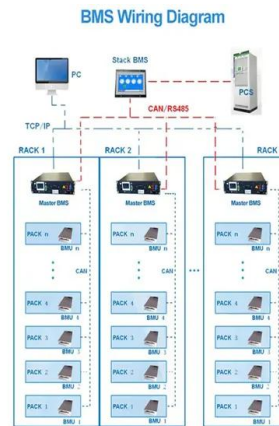 BMS Wiring Diagram
PC
Stack BMS
PCS
CAN/RS485
TCP/IP
RACK 1
RACK 2
RACK n
Master BMS
Master BMS
Master BMS
PACK n
BMU n
PACK n
BMU n
PACK n
BMU n
CAN
CAN
CAN
PACK 4
BMU 4
PACK 4
BMU 4
PACK 4
BMU 4
PACK 3
BMU 3
PACK 3
BMU 3
PACK 3
BMU 3
PACK 2
BMU 2
PACK 2
BMU 2
PACK 2
BMU 2
PACK 1
BMU 1
PACK 1
BMU 1
PACK 1
BMU 1